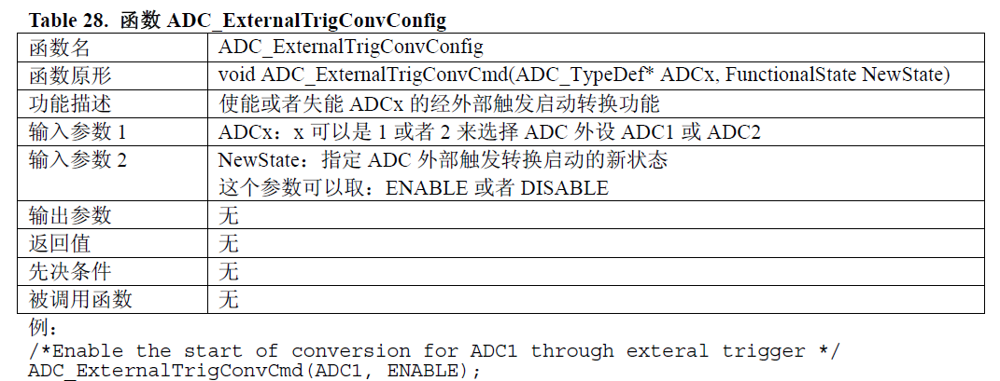 Table 28. 函数 ADC_ExternalTrigConvConfig
函数名 ADC_ExternalTrigConvConfig
函数原形 void ADC_ExternalTrigConvCmd(ADC_TypeDef* ADCx, FunctionalState NewState)
功能描述 使能或者失能 ADCx 的经外部触发启动转换功能
输入参数 1 ADCx：x 可以是 1 或者 2 来选择 ADC 外设 ADC1 或 ADC2
输入参数 2 NewState：指定 ADC 外部触发转换启动的新状态
这个参数可以取：ENABLE 或者 DISABLE
输出参数 无
返回值 无
先决条件 无
被调用函数 无
例：
/*Enable the start of conversion for ADC1 through exteral trigger */
ADC_ExternalTrigConvCmd(ADC1, ENABLE);